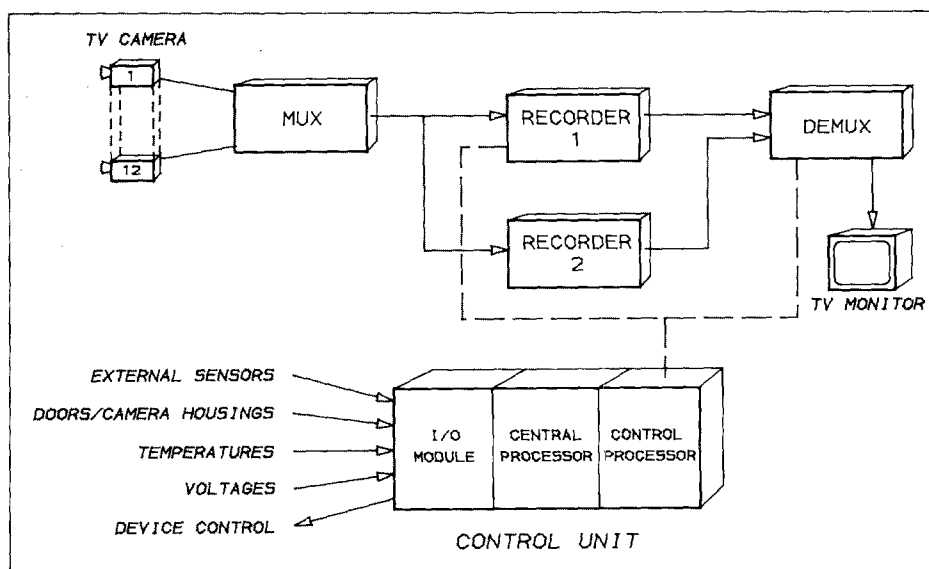 TV CAMERA
1
12
MUX
RECORDER
1
RECORDER
2
DEMUX
TV MONITOR
EXTERNAL SENSORS
DOORS/CAMERA HOUSINGS
TEMPERATURES
VOLTAGES
DEVICE CONTROL
I/O
MODULE
CENTRAL
PROCESSOR
CONTROL
PROCESSOR
CONTROL UNIT